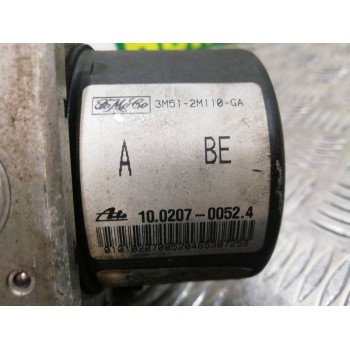 FoMoCo 3M51-2M110-GA
A BE
Ate 10.0207-0052.4